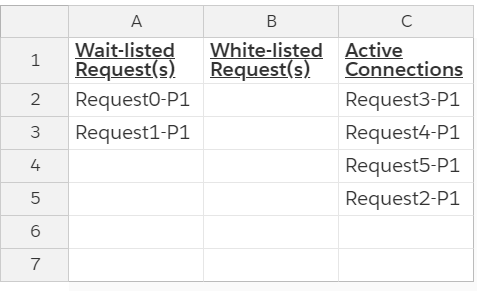 A B C
1 Wait-listed Request(s) White-listed Request(s) Active Connections
2 Request0-P1 Request3-P1
3 Request1-P1 Request4-P1
4 Request5-P1
5 Request2-P1
6
7